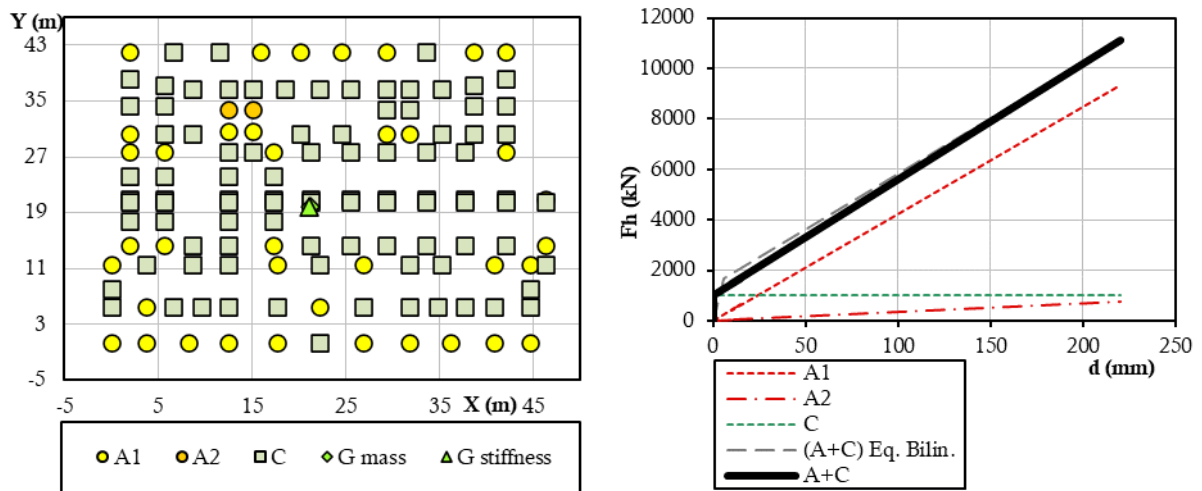 Y (m)
43
35
27
19
11
3
-5
-5 5 15 25 35 X (m) 45
A1 A2 C G mass G stiffness
12000
10000
8000
6000
4000
2000
0
Fh (kN)
0 50 100 150 200 250
d (mm)
A1
A2
C
(A+C) Eq. Bilin.
A+C